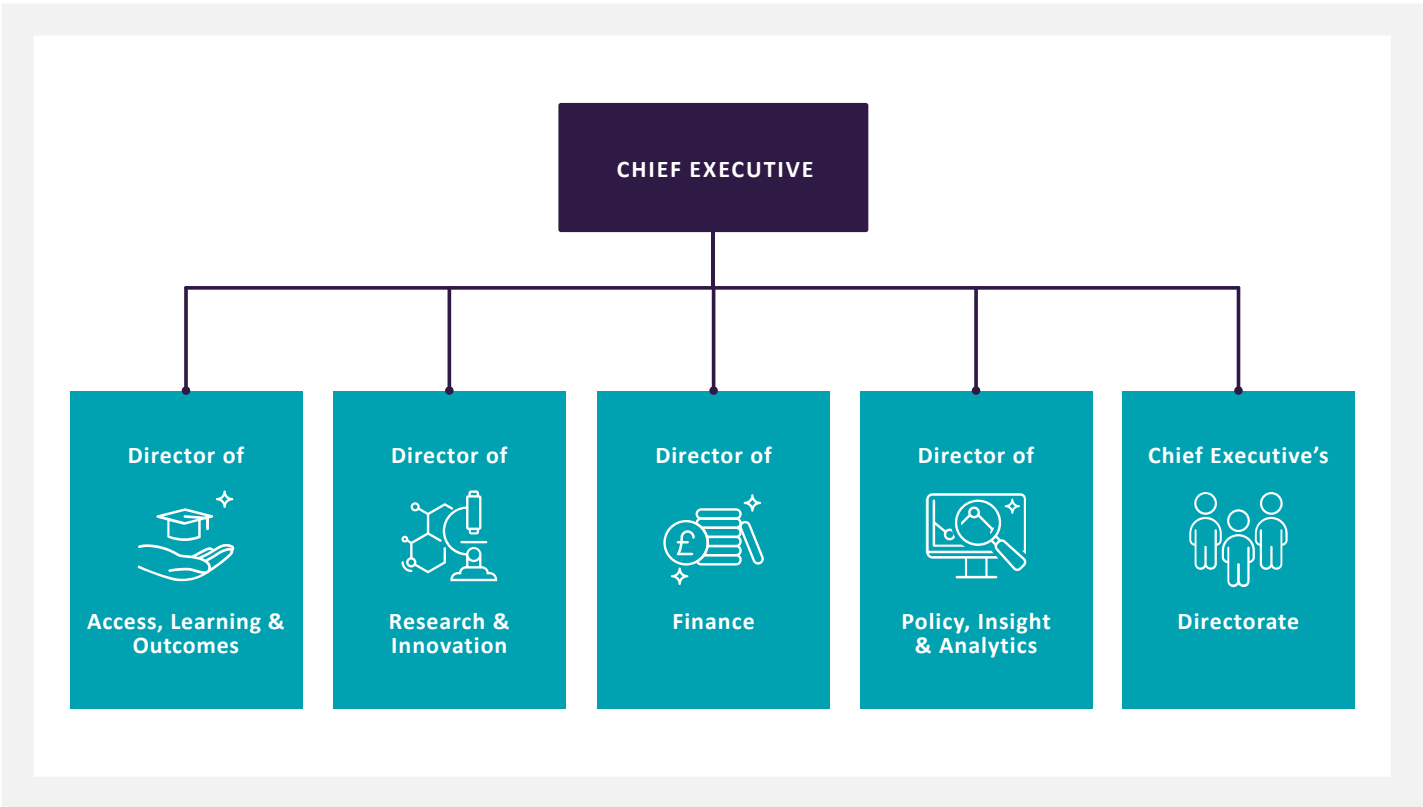 CHIEF EXECUTIVE
Director of
Access, Learning &
Outcomes
Director of
Research &
Innovation
Director of
£
Finance
Director of
Policy, Insight
& Analytics
Chief Executive’s
Directorate